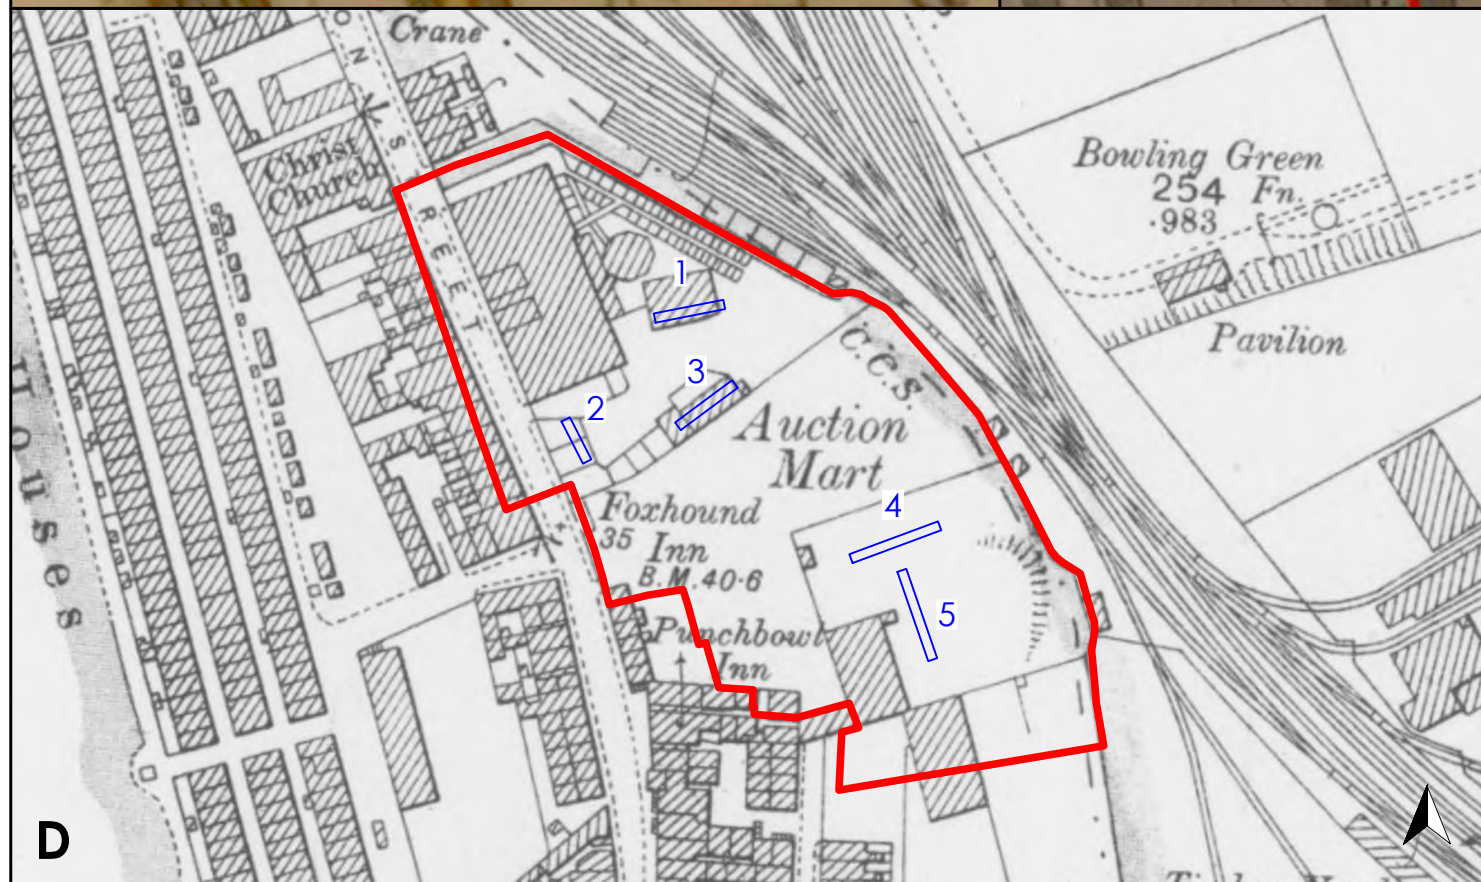 Crane
ON'S
STREET
Christ
Church
Bowling Green
254 Fn.
.983
Pavilion
1
2
3
C.C.S.
Auction
Mart
4
Foxhound
35 Inn
B.M.40·6
5
Punchbowl
Inn
Houses
D